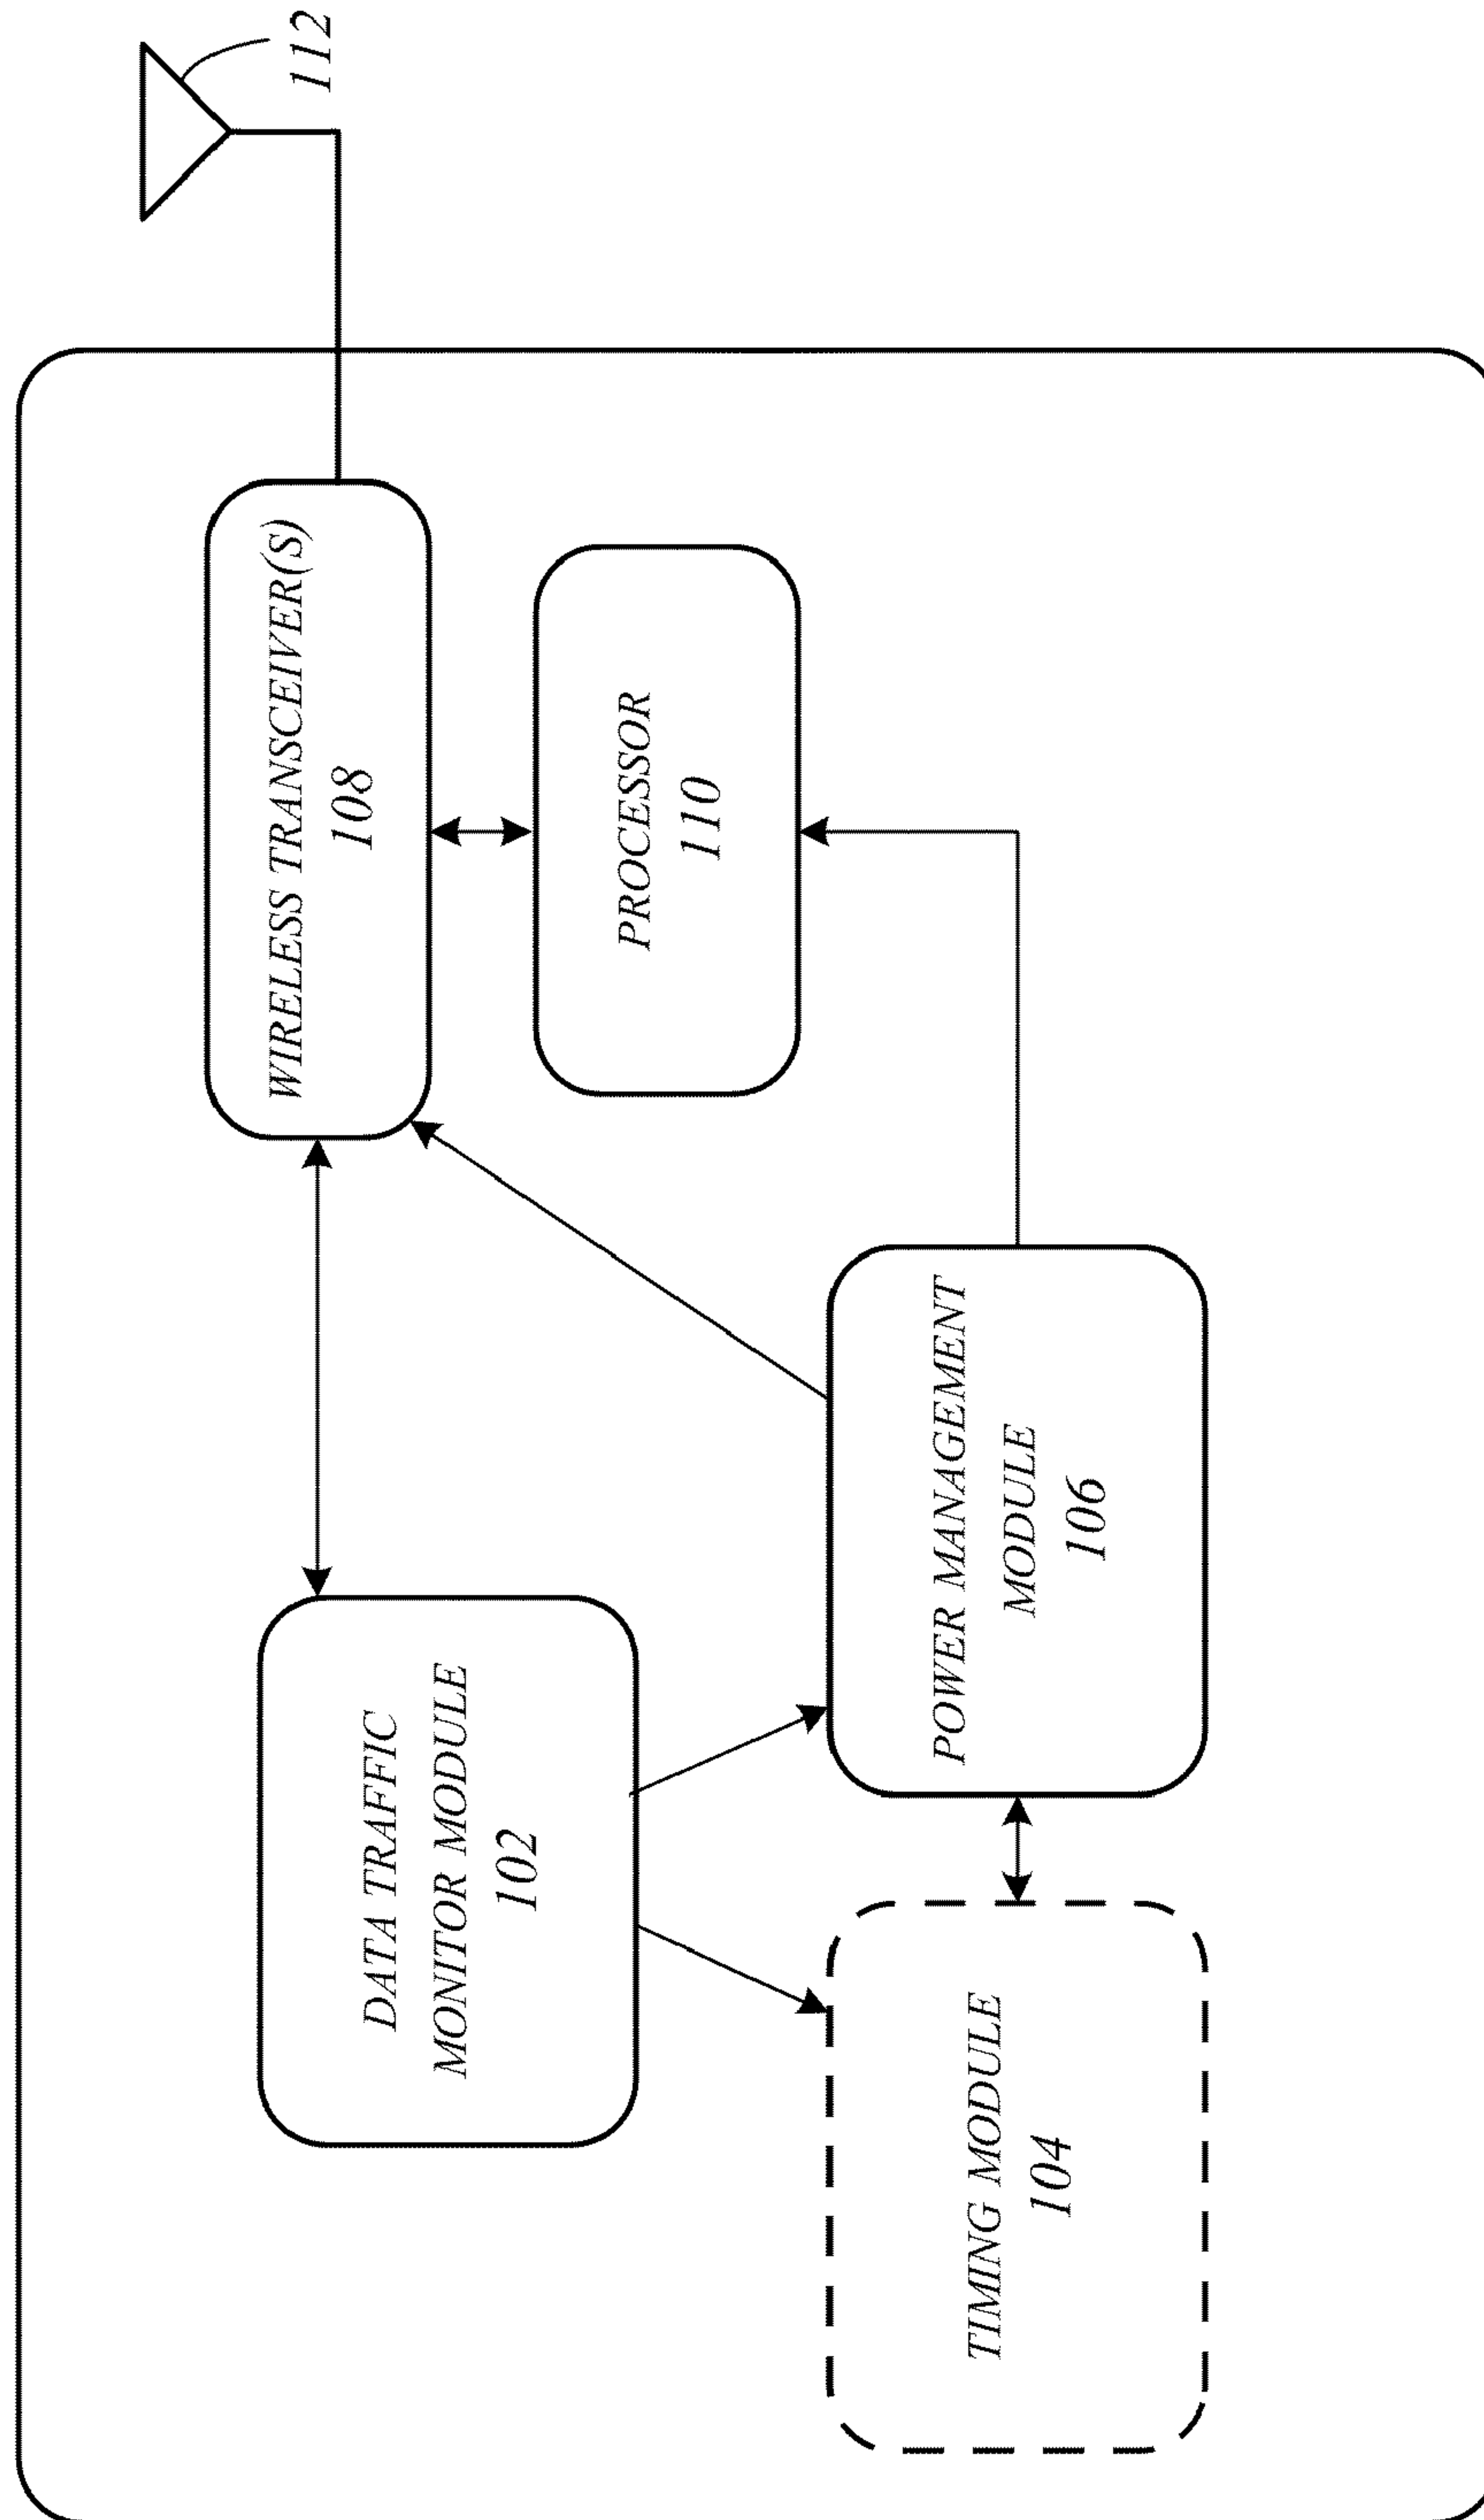 112
WIRELESS TRANSCEIVER(S)
108
PROCESSOR
110
DATA TRAFFIC
MONITOR MODULE
102
POWER MANAGEMENT
MODULE
106
TIMING MODULE
104